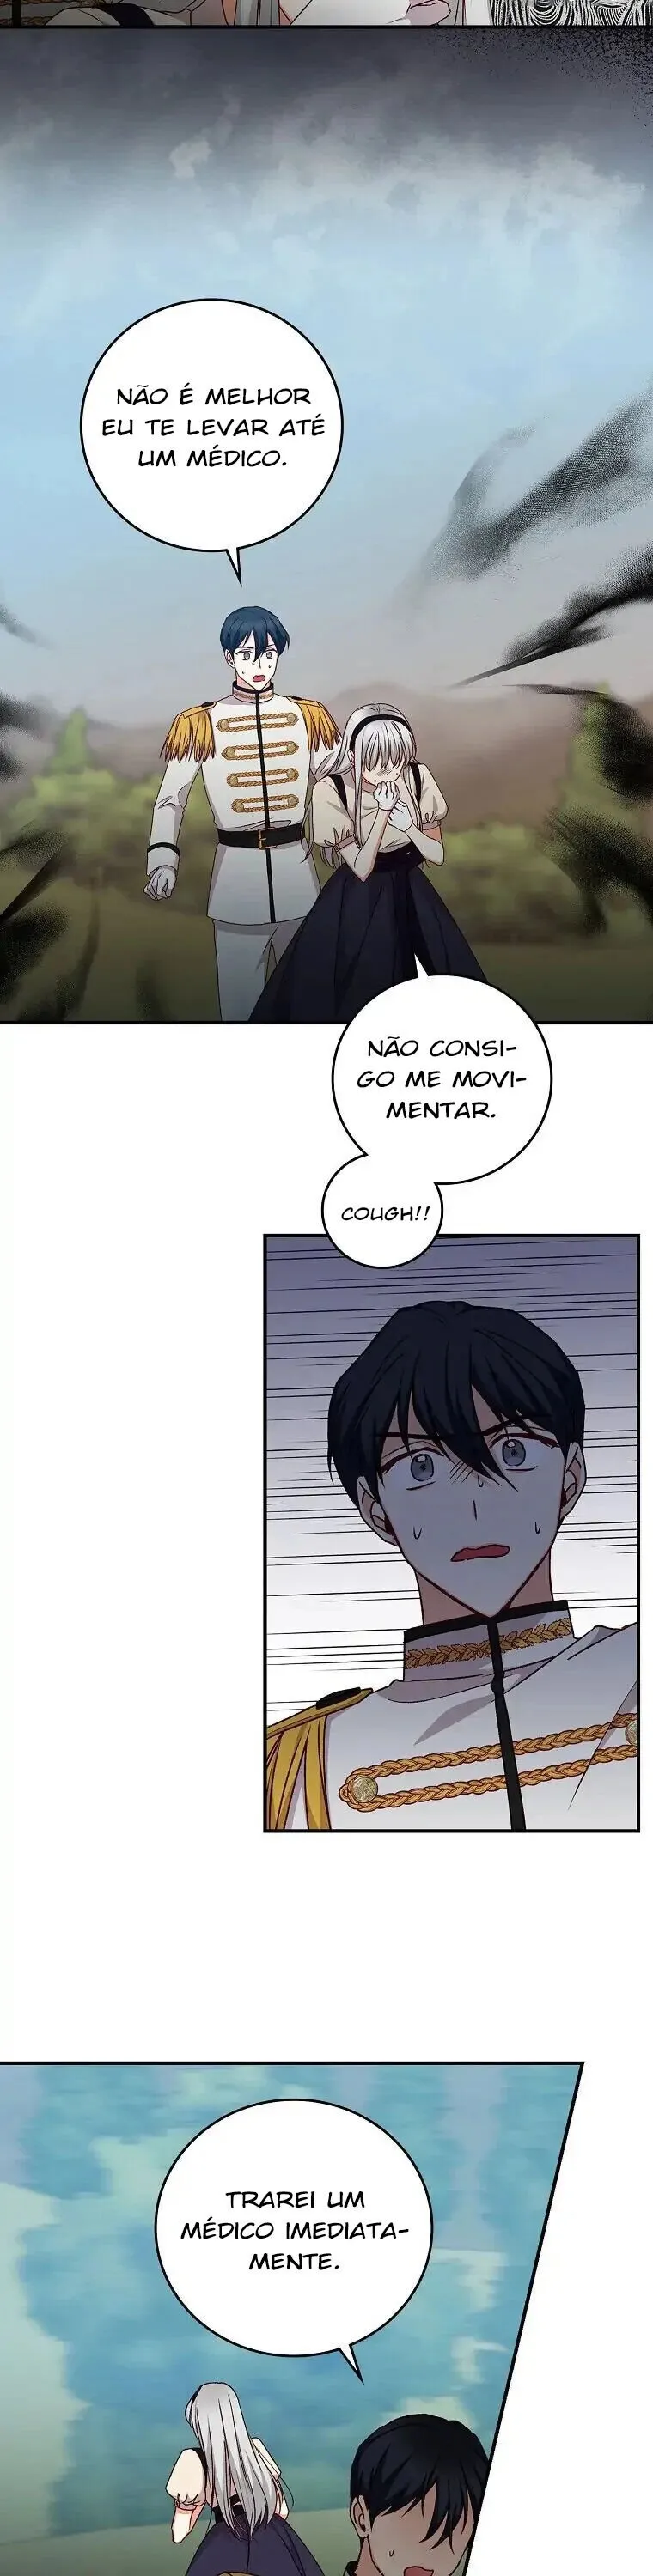 NÃO É MELHOR
EU TE LEVAR ATÉ
UM MÉDICO.
NÃO CONSI-
GO ME MOVI-
MENTAR.
COUGH!!
TRAREI UM
MÉDICO IMEDIATA-
MENTE.